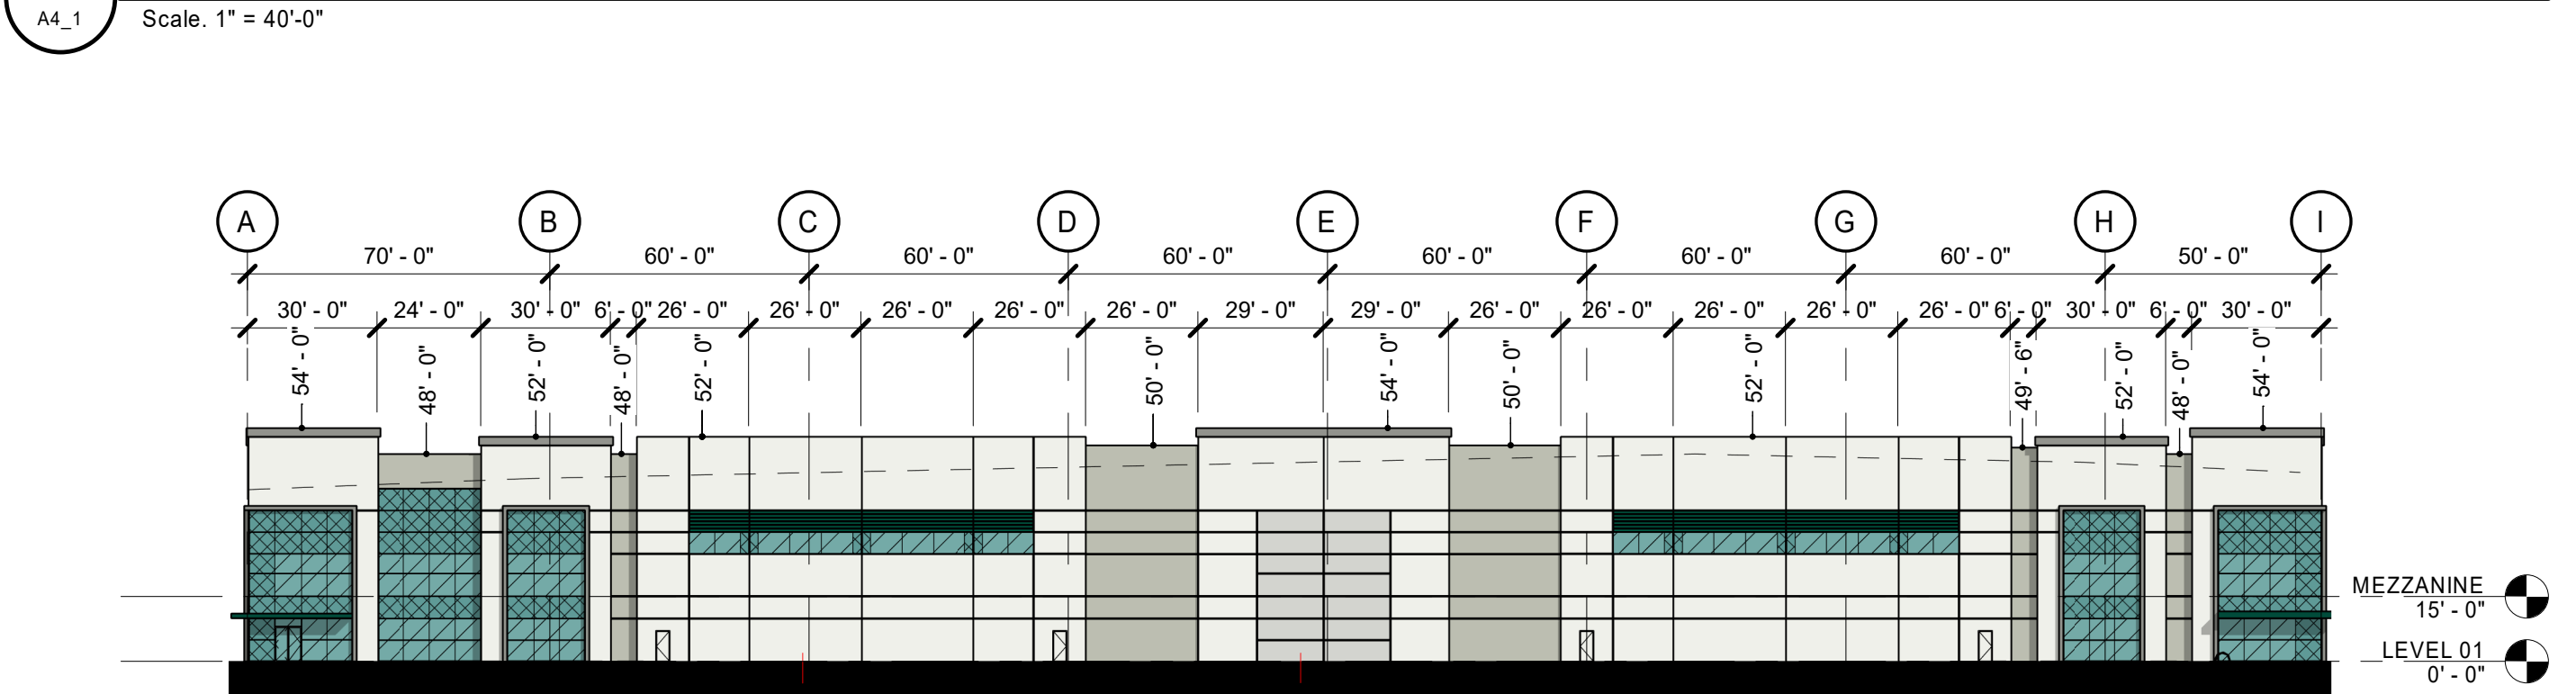 A4_1
Scale. 1" = 40'-0"
A B C D E F G H I
70' - 0" 60' - 0" 60' - 0" 60' - 0" 60' - 0" 60' - 0" 60' - 0" 50' - 0"
30' - 0" 24' - 0" 30' - 0" 6' - 0" 26' - 0" 26' - 0" 26' - 0" 26' - 0" 26' - 0" 29' - 0" 29' - 0" 26' - 0" 26' - 0" 26' - 0" 26' - 0" 26' - 0" 6' - 0" 30' - 0" 6' - 0" 30' - 0"
54' - 0" 48' - 0" 52' - 0" 48' - 0" 52' - 0" 50' - 0" 54' - 0" 50' - 0" 52' - 0" 49' - 6" 52' - 0" 48' - 0" 54' - 0"
MEZZANINE
15' - 0"
LEVEL 01
0' - 0"